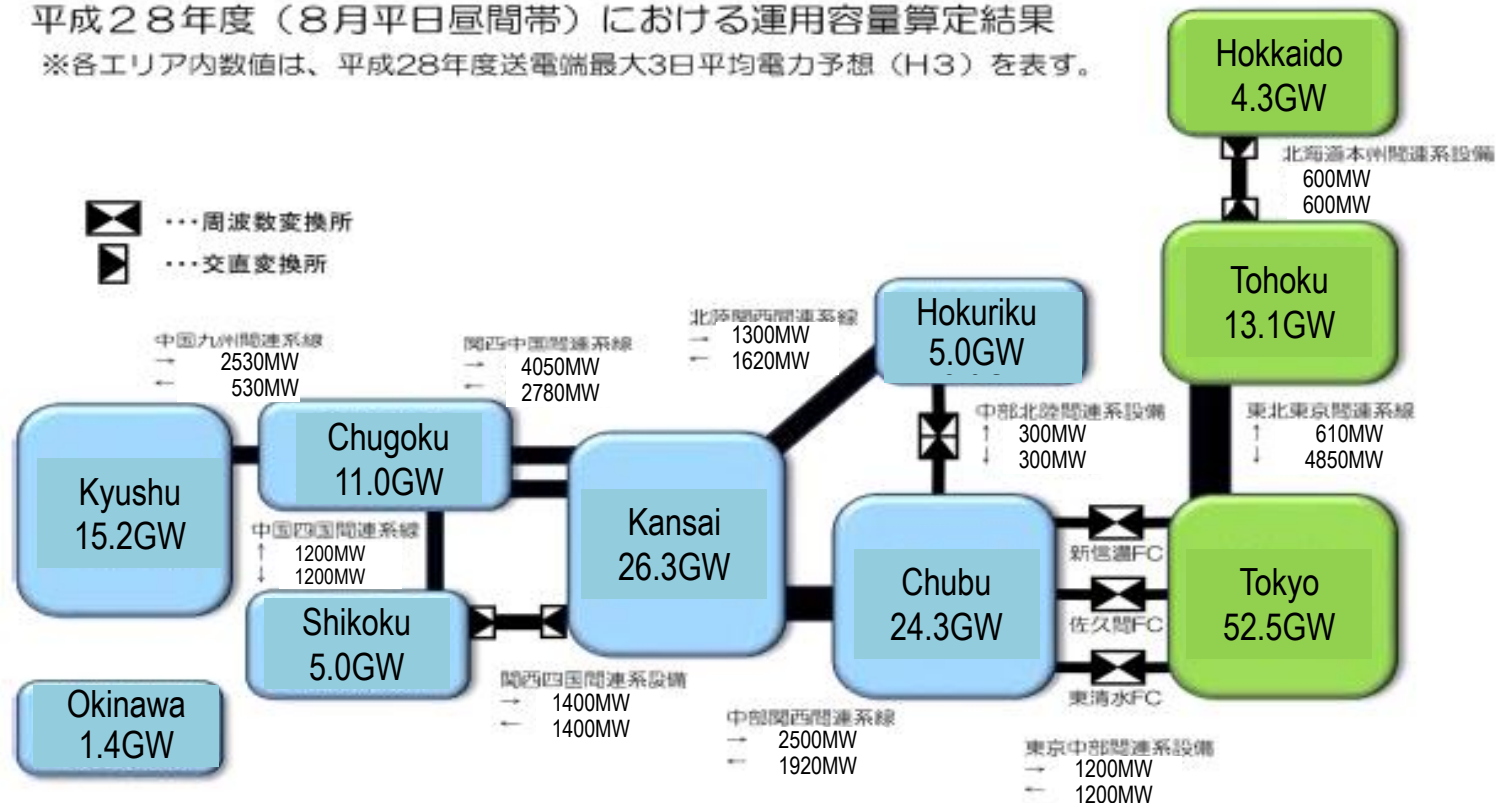 平成28年度(8月平日昼間帯)における運用容量算定結果
※各エリア内数値は、平成28年度送電端最大3日平均電力予想(H3)を表す。
Hokkaido
4.3GW
北海道本州間連系設備
600MW
600MW
…周波数変換所
…交直変換所
Tohoku
13.1GW
Hokuriku
5.0GW
北陸関西間連系線
→ 1300MW
← 1620MW
中国九州間連系線
→ 2530MW
← 530MW
関西中国間連系線
→ 4050MW
← 2780MW
中部北陸間連系設備
↑ 300MW
↓ 300MW
東北東京間連系線
↑ 610MW
↓ 4850MW
Kyushu
15.2GW
Chugoku
11.0GW
Kansai
26.3GW
中国四国間連系線
↑ 1200MW
↓ 1200MW
Shikoku
5.0GW
Chubu
24.3GW
新信濃FC
佐久間FC
東清水FC
Tokyo
52.5GW
Okinawa
1.4GW
関西四国間連系設備
→ 1400MW
← 1400MW
中部関西間連系線
→ 2500MW
← 1920MW
東京中部間連系設備
→ 1200MW
← 1200MW